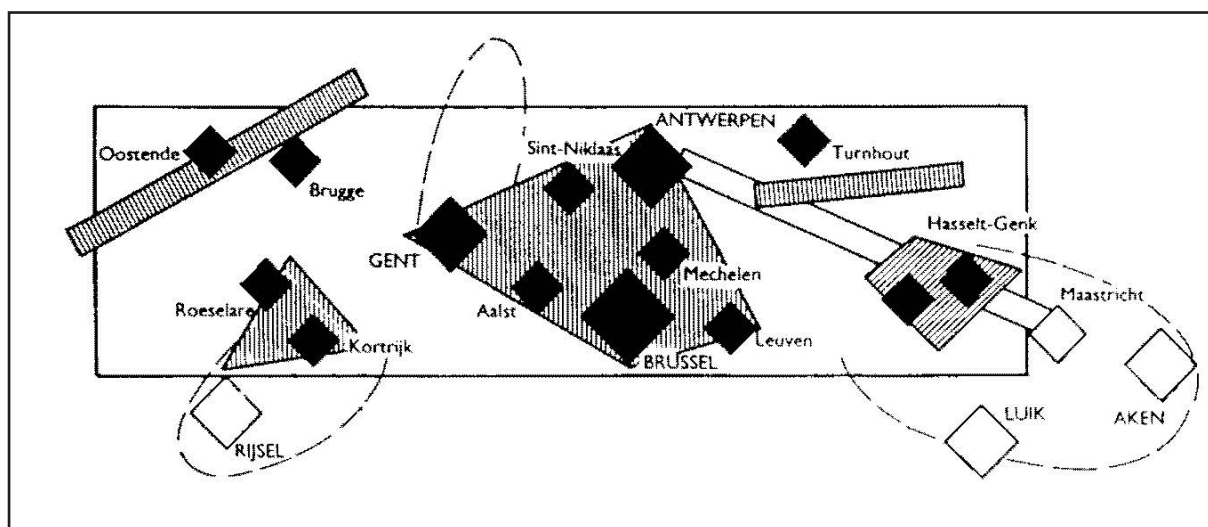 ANTWERPEN
Sint-Niklaas
Oostende
Turnhout
Brugge
Hasselt-Genk
GENT
Mechelen
Maastricht
Roeselare
Aalst
Kortrijk
Leuven
BRUSSEL
LUIK
AKEN
RIJSEL